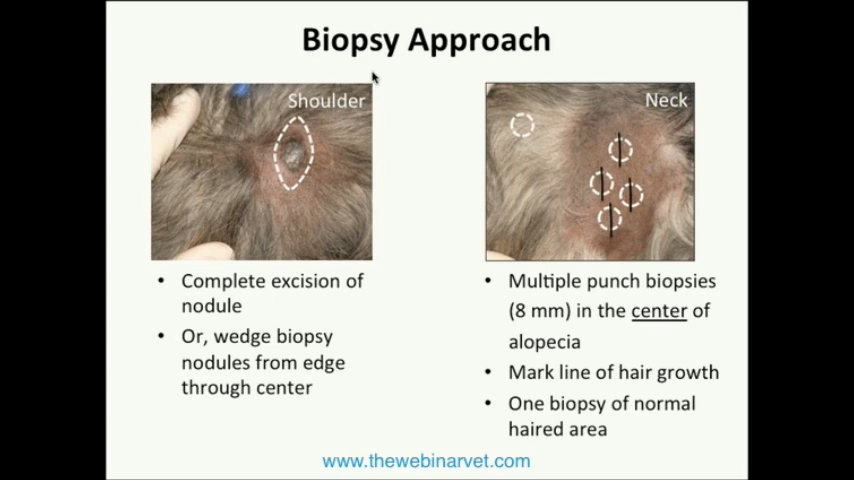 Biopsy Approach
Shoulder
Neck
• Complete excision of
nodule
• Or, wedge biopsy
nodules from edge
through center
• Multiple punch biopsies
(8 mm) in the center of
alopecia
• Mark line of hair growth
• One biopsy of normal
haired area
www.thewebinarvet.com